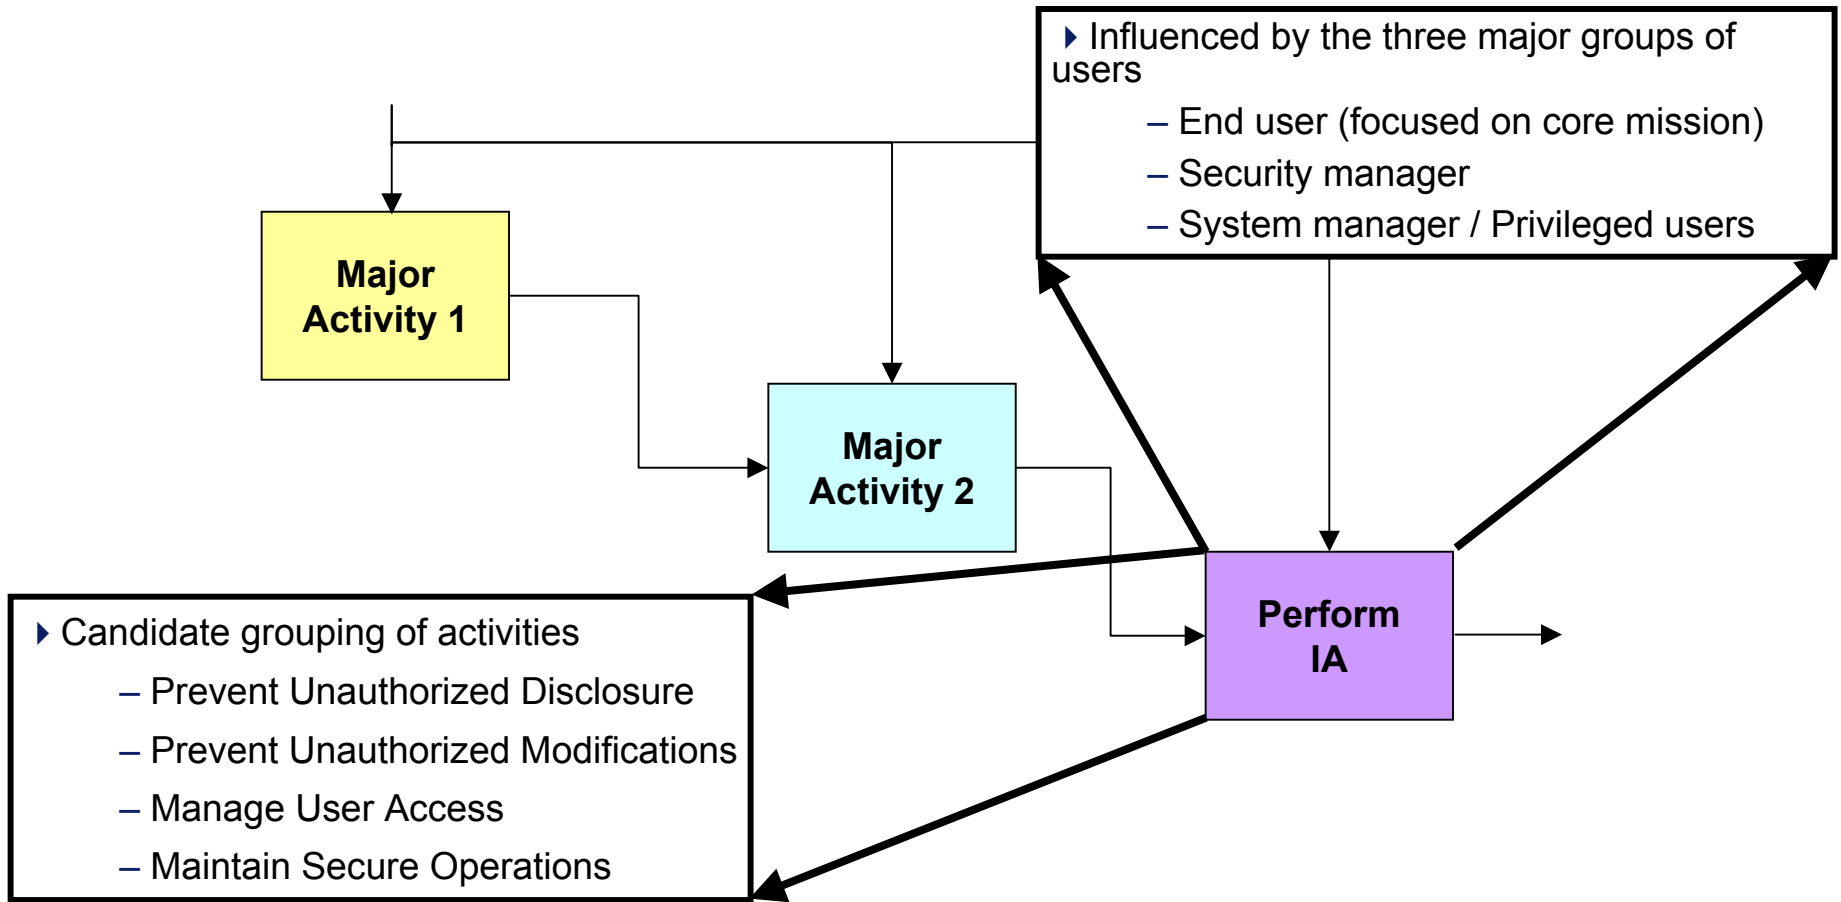 Influenced by the three major groups of
users
– End user (focused on core mission)
– Security manager
– System manager / Privileged users
Major
Activity 1
Major
Activity 2
Perform
IA
Candidate grouping of activities
– Prevent Unauthorized Disclosure
– Prevent Unauthorized Modifications
– Manage User Access
– Maintain Secure Operations